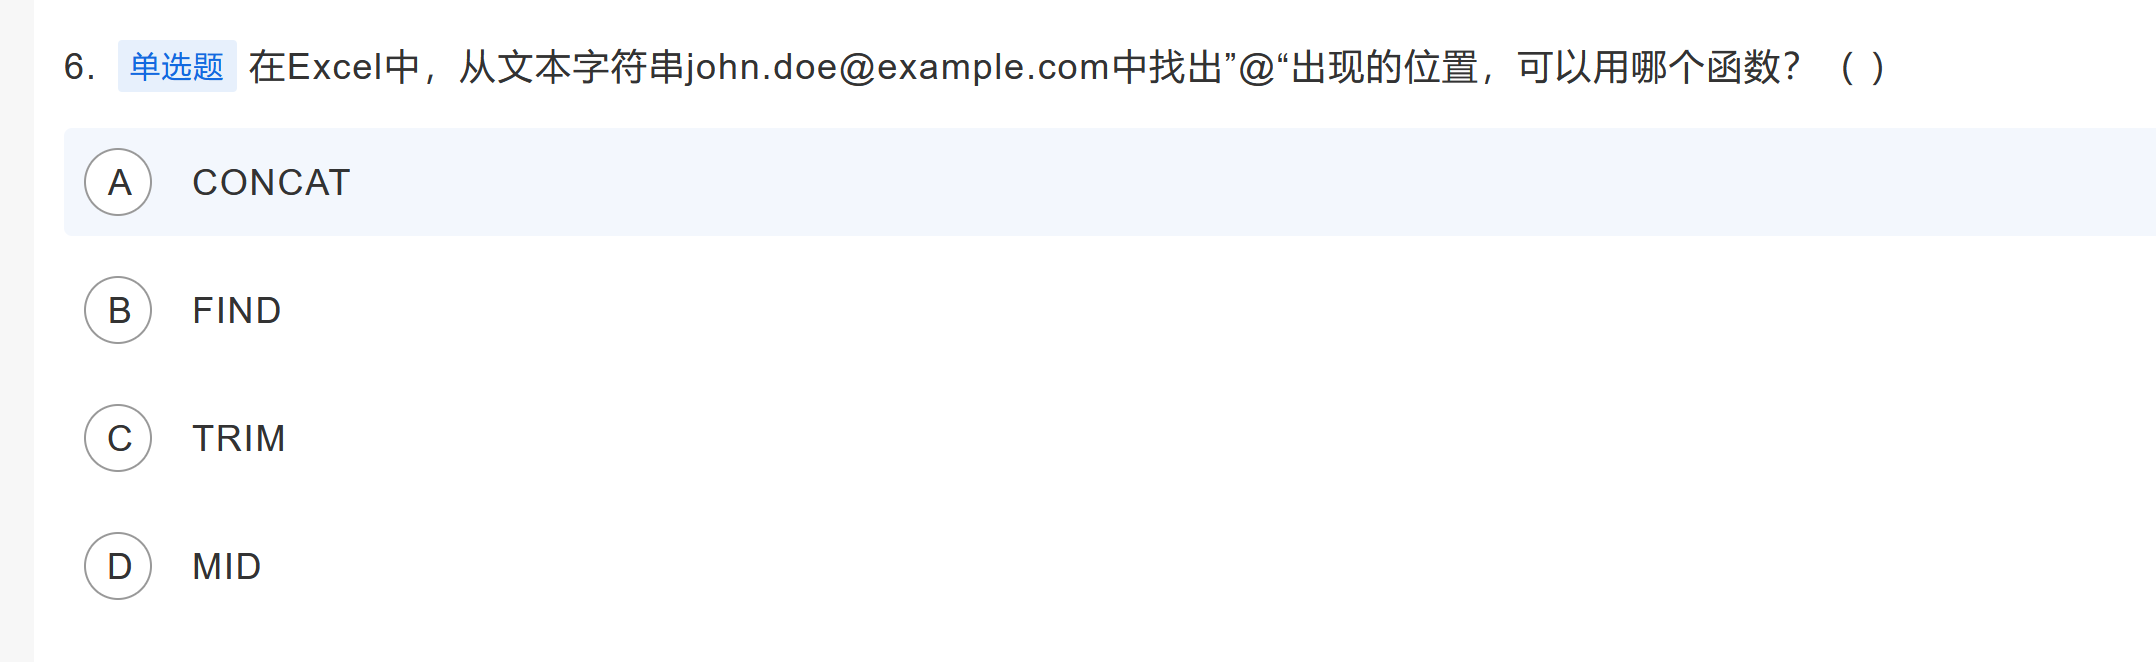 6. 单选题 在Excel中，从文本字符串john.doe@example.com中找出”@“出现的位置，可以用哪个函数？（ ）
A CONCAT
B FIND
C TRIM
D MID